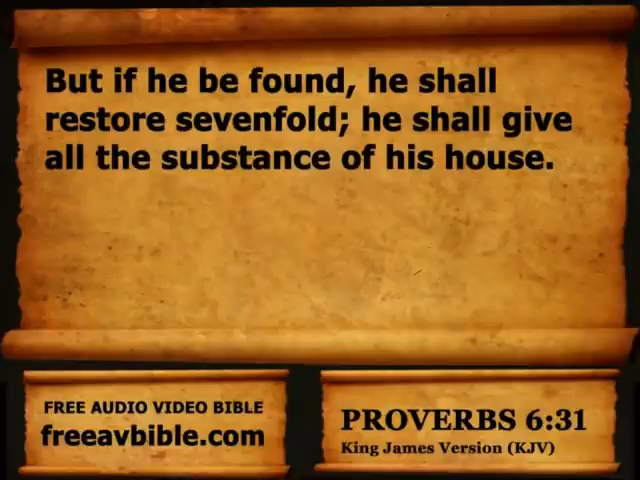 But if he be found, he shall
restore sevenfold; he shall give
all the substance of his house.
FREE AUDIO VIDEO BIBLE
freeavbible.com
PROVERBS 6:31
King James Version (KJV)